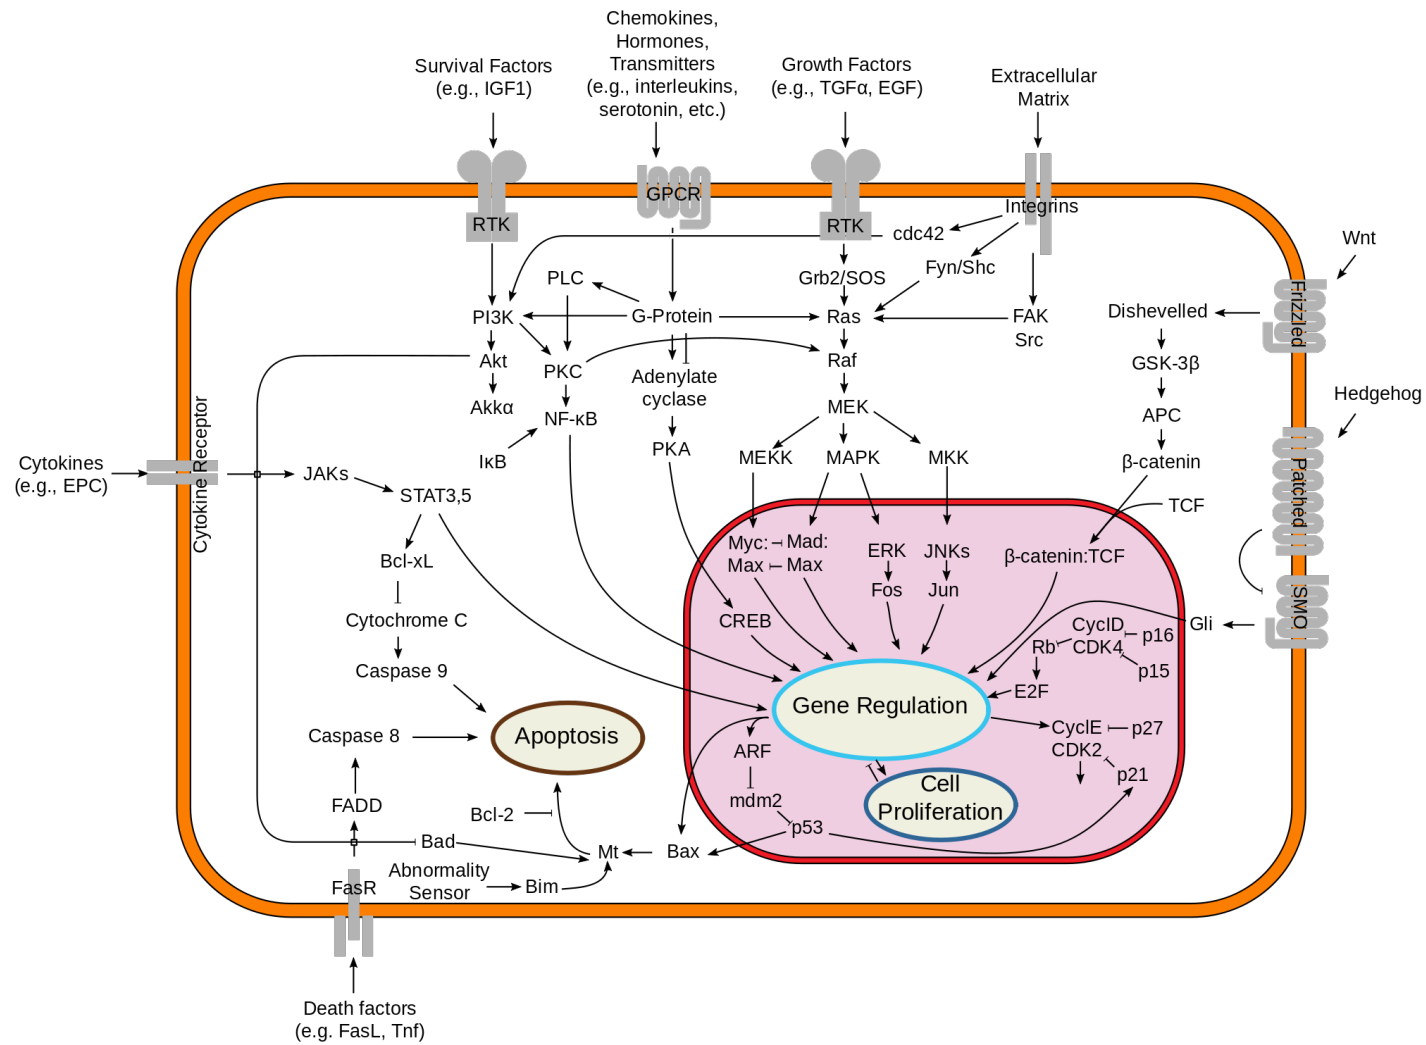 Chemokines,
Hormones,
Transmitters
(e.g., interleukins,
serotonin, etc.)
Survival Factors
(e.g., IGF1)
Growth Factors
(e.g., TGFα, EGF)
Extracellular
Matrix
RTK
GPCR
RTK
Integrins
cdc42
Fyn/Shc
Wnt
Frizzled
Dishevelled
PLC
Grb2/SOS
PI3K
G-Protein
Ras
FAK
Src
GSK-3β
Akt
PKC
Adenylate
cyclase
Raf
Akkα
NF-κB
MEK
APC
Hedgehog
Patched
SMO
IκB
PKA
MEKK
MAPK
MKK
β-catenin
TCF
Cytokines
(e.g., EPC)
Cytokine Receptor
JAKs
STAT3,5
Bcl-xL
Cytochrome C
Caspase 9
Myc:
Max
Mad:
Max
ERK
Fos
JNKs
Jun
β-catenin:TCF
CREB
Gli
CycID
CDK4
p16
p15
Rb
E2F
Gene Regulation
CyclE
CDK2
p27
p21
ARF
mdm2
p53
Cell
Proliferation
Caspase 8
Apoptosis
FADD
Bcl-2
Bad
Mt
Bax
Abnormality
Sensor
Bim
FasR
Death factors
(e.g. FasL, Tnf)